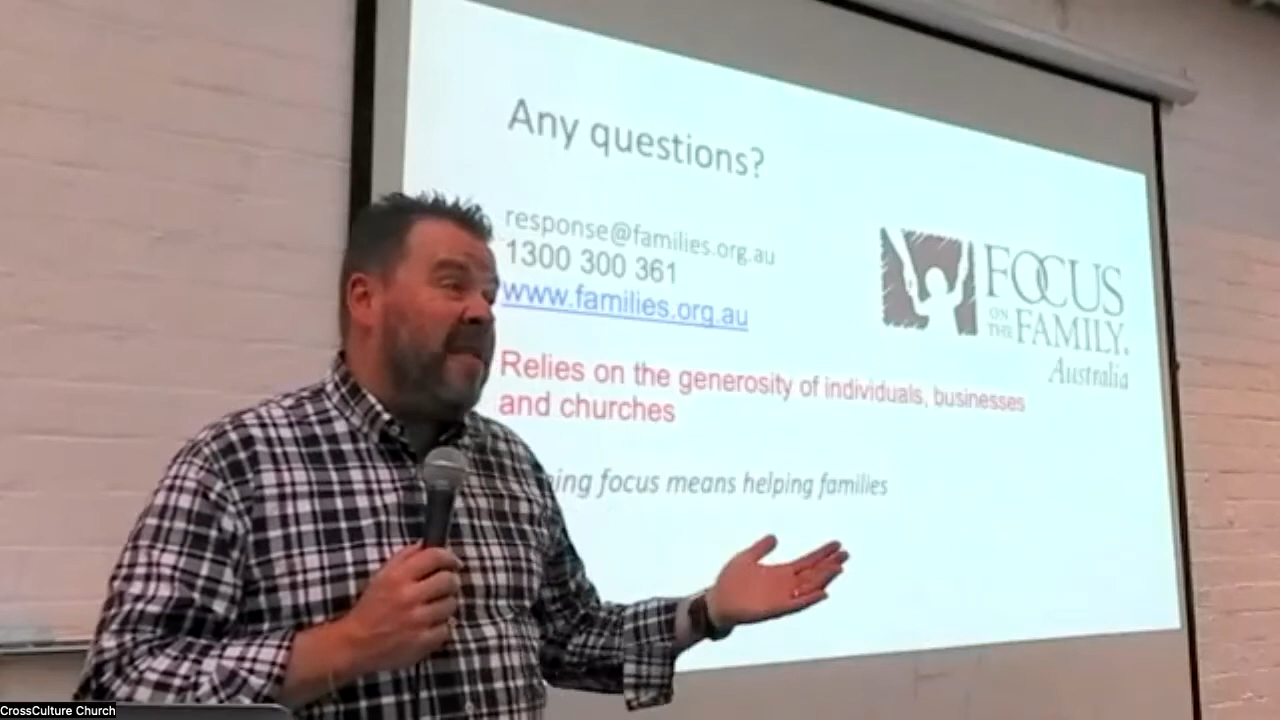 Any questions?
response@families.org.au
1300 300 361
www.families.org.au
Relies on the generosity of individuals, businesses
and churches
focus means helping families
FOCUS
ON
THE FAMILY.
Australia
CrossCulture Church